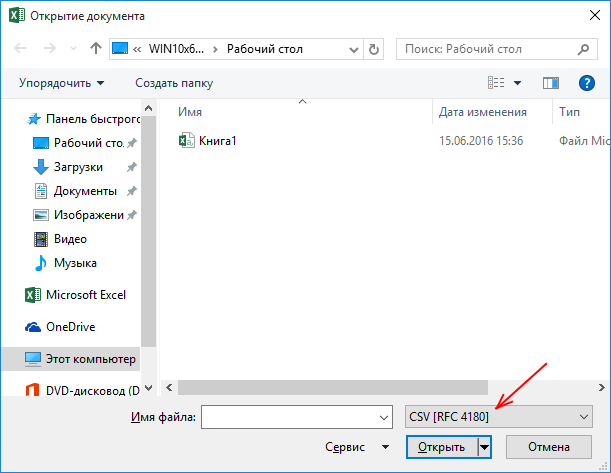 Открытие документа
« WIN10x6... › Рабочий стол
Поиск: Рабочий стол
Упорядочить
Создать папку
?
Имя
Дата изменения
Тип
Панель быстрого
Рабочий стол
Загрузки
Документы
Изображени
Видео
Музыка
Microsoft Excel
OneDrive
Этот компьютер
DVD-дисковод (D
Книга1
15.06.2016 15:36
Файл Mic
Имя файла:
CSV [RFC 4180]
Сервис
Открыть
Отмена